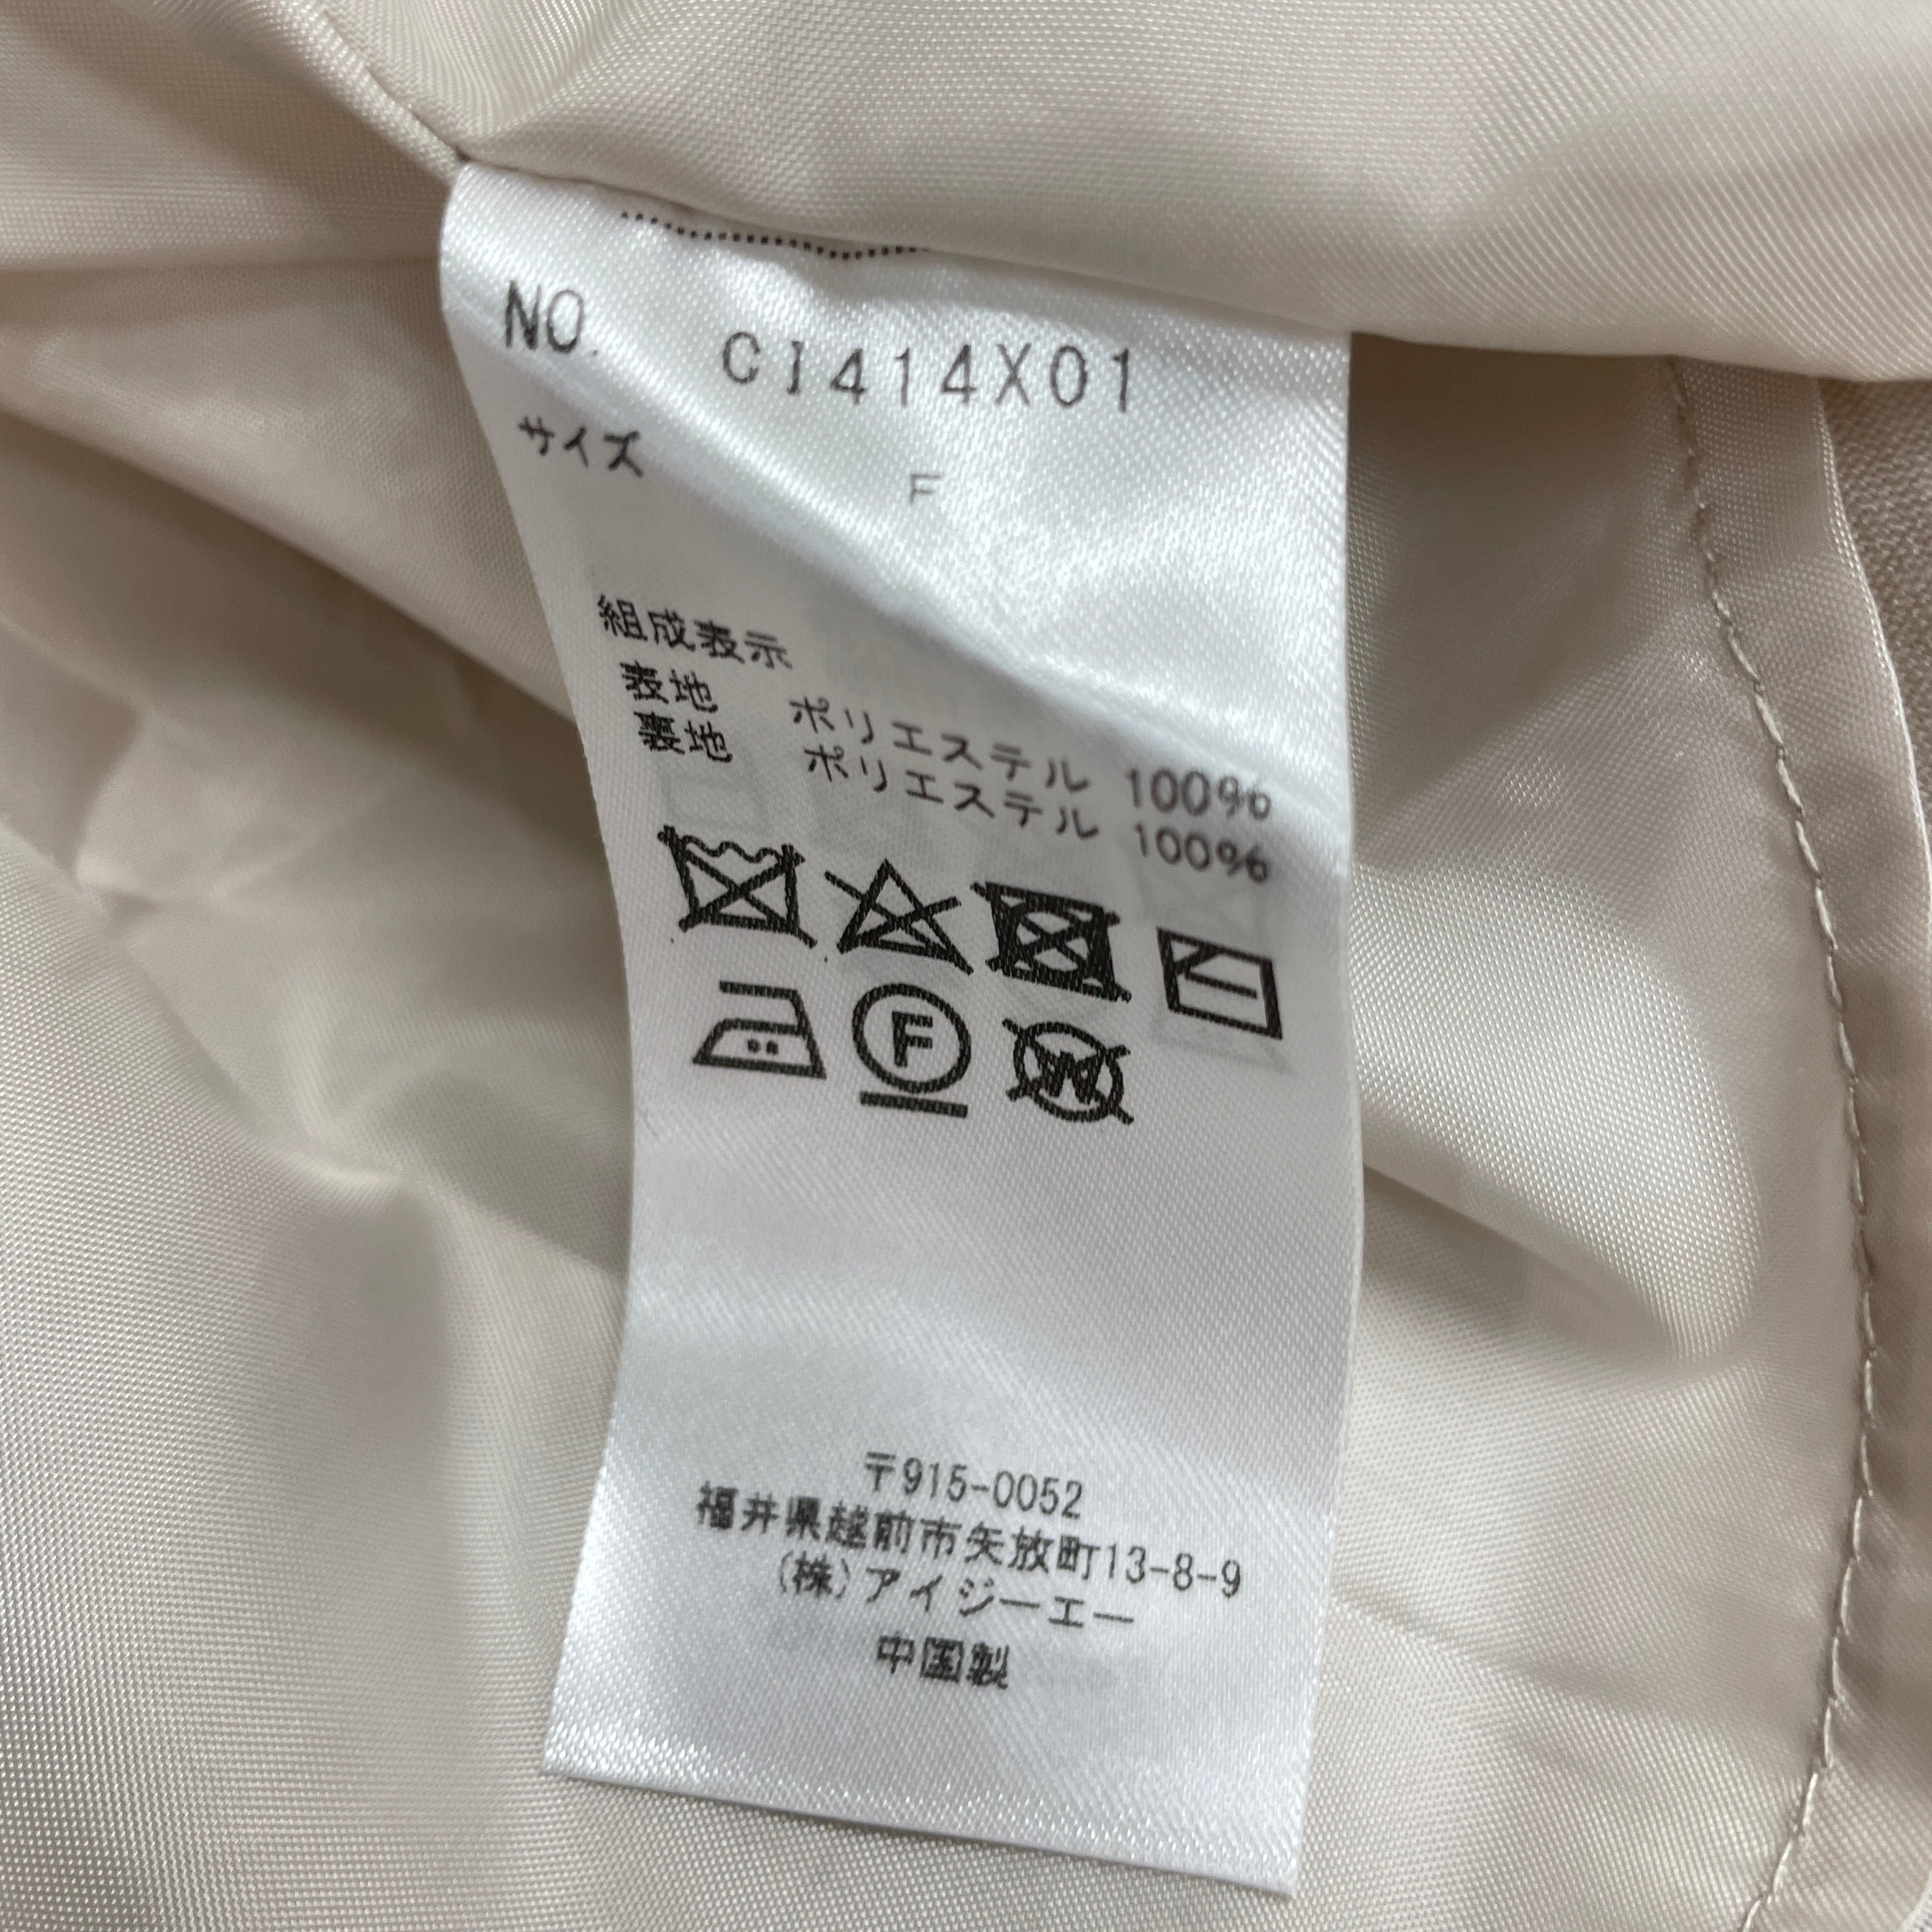 NO. CI414X01
サイズ F
組成表示
表地 ポリエステル 100%
裏地 ポリエステル 100%
F W
〒915-0052
福井県越前市矢放町13-8-9
(株)アイジーエー
中国製